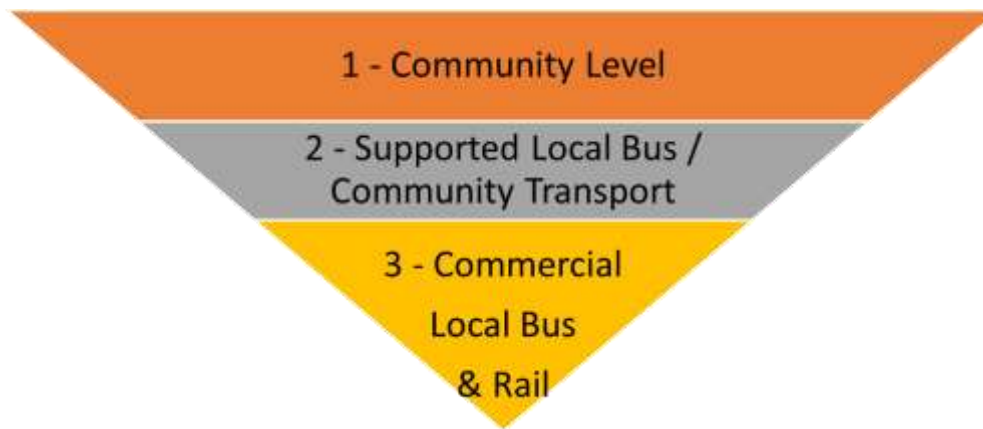 1 - Community Level
2 - Supported Local Bus /
Community Transport
3 - Commercial
Local Bus
& Rail